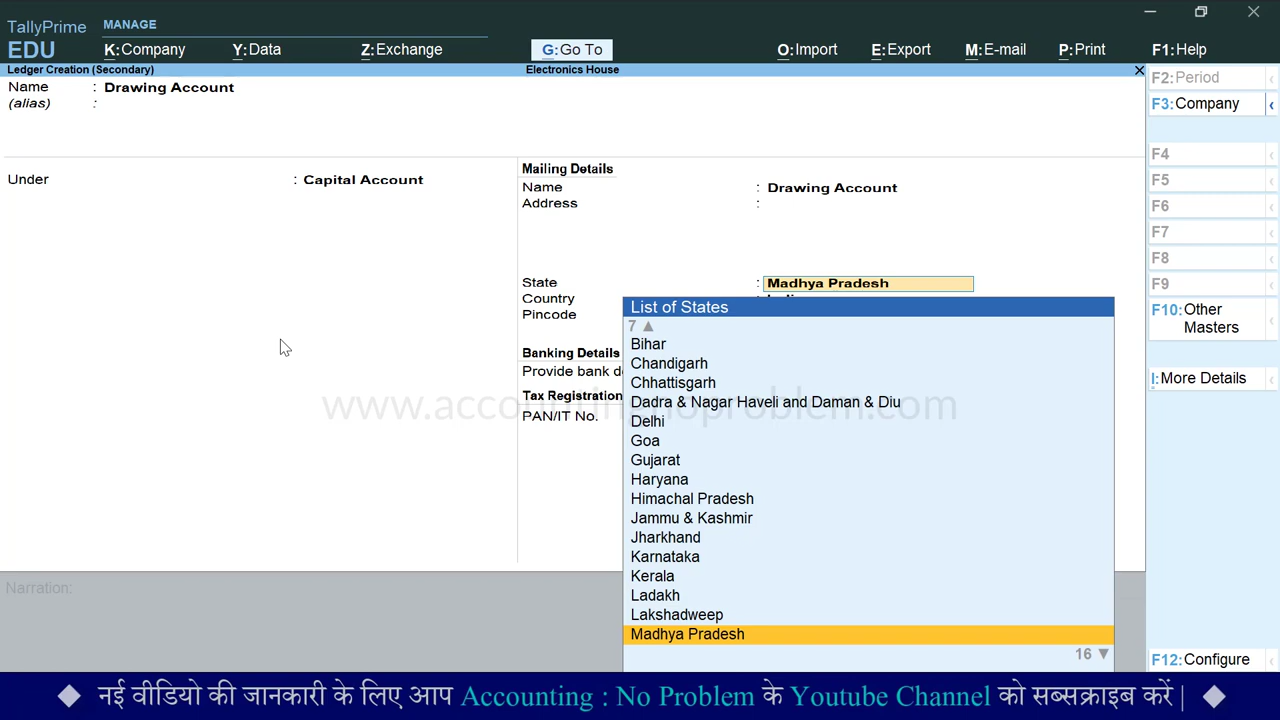 TallyPrime
EDU
MANAGE
K:Company Y:Data Z:Exchange G:Go To O:Import E:Export M:E-mail P:Print F1:Help
Ledger Creation (Secondary) Electronics House
Name : Drawing Account
(alias) :
Under : Capital Account
Mailing Details
Name : Drawing Account
Address :
State : Madhya Pradesh
Country :
Pincode
Banking Details
Provide bank d
Tax Registration
PAN/IT No.
List of States
7 ▲
Bihar
Chandigarh
Chhattisgarh
Dadra & Nagar Haveli and Daman & Diu
Delhi
Goa
Gujarat
Haryana
Himachal Pradesh
Jammu & Kashmir
Jharkhand
Karnataka
Kerala
Ladakh
Lakshadweep
Madhya Pradesh
16 ▼
F2:Period
F3:Company
F4
F5
F6
F7
F8
F9
F10:Other
Masters
I:More Details
F12:Configure
Narration:
www.accountingnoproblem.com
◆ नई वीडियो की जानकारी के लिए आप Accounting : No Problem के Youtube Channel को सब्सक्राइब करें | ◆